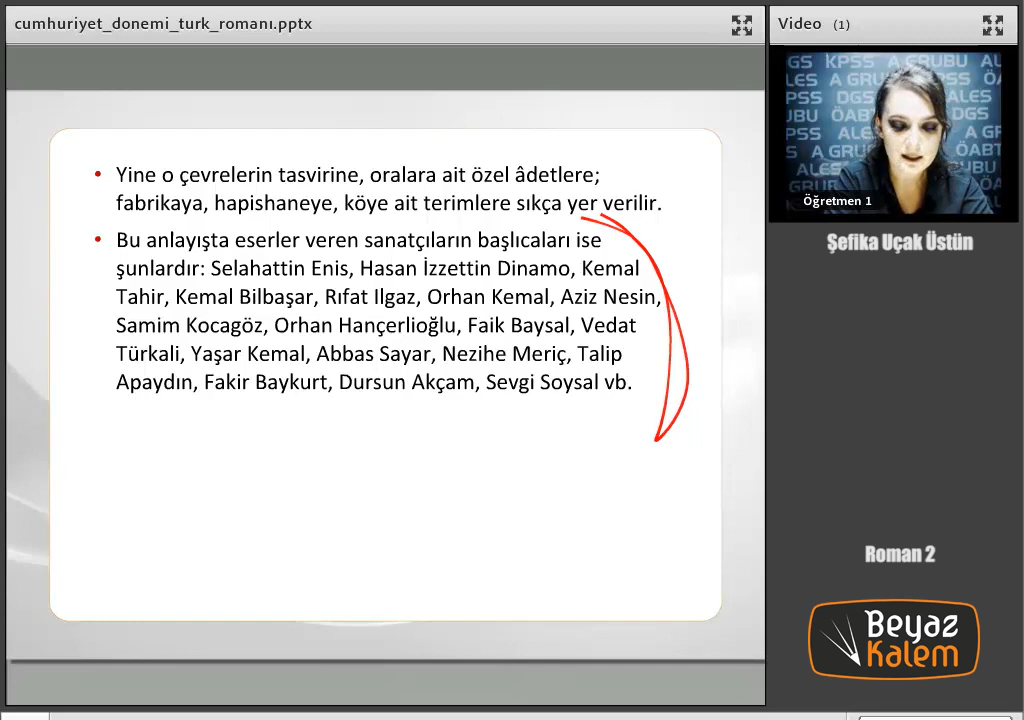 cumhuriyet_donemi_turk_romanı.pptx
Video (1)
GS KPSS A GRUBU
Öğretmen 1
Şefika Uçak Üstün
• Yine o çevrelerin tasvirine, oralara ait özel âdetlere;
fabrikaya, hapishaneye, köye ait terimlere sıkça yer verilir.
• Bu anlayışta eserler veren sanatçıların başlıcaları ise
şunlardır: Selahattin Enis, Hasan İzzettin Dinamo, Kemal
Tahir, Kemal Bilbaşar, Rıfat Ilgaz, Orhan Kemal, Aziz Nesin,
Samim Kocagöz, Orhan Hançerlioğlu, Faik Baysal, Vedat
Türkali, Yaşar Kemal, Abbas Sayar, Nezihe Meriç, Talip
Apaydın, Fakir Baykurt, Dursun Akçam, Sevgi Soysal vb.
Roman 2
Beyaz
Kalem